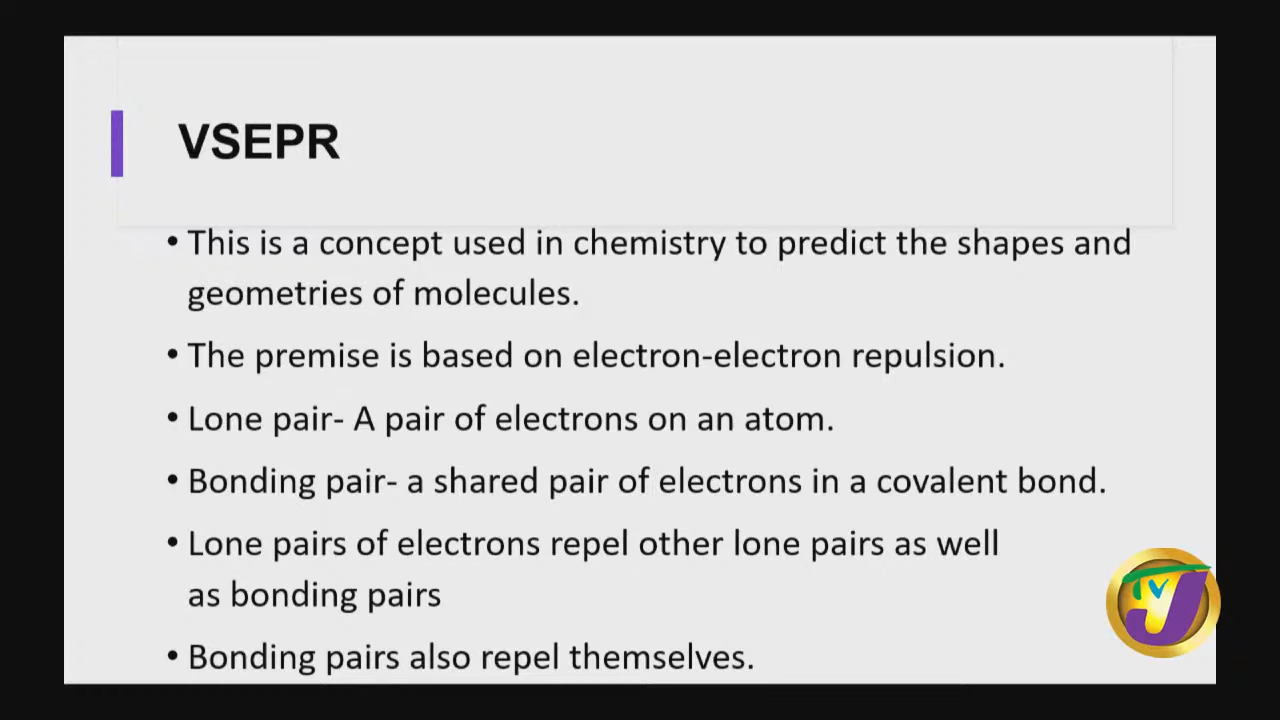 VSEPR
• This is a concept used in chemistry to predict the shapes and
geometries of molecules.
• The premise is based on electron-electron repulsion.
• Lone pair- A pair of electrons on an atom.
• Bonding pair- a shared pair of electrons in a covalent bond.
• Lone pairs of electrons repel other lone pairs as well
as bonding pairs
• Bonding pairs also repel themselves.
TVJ